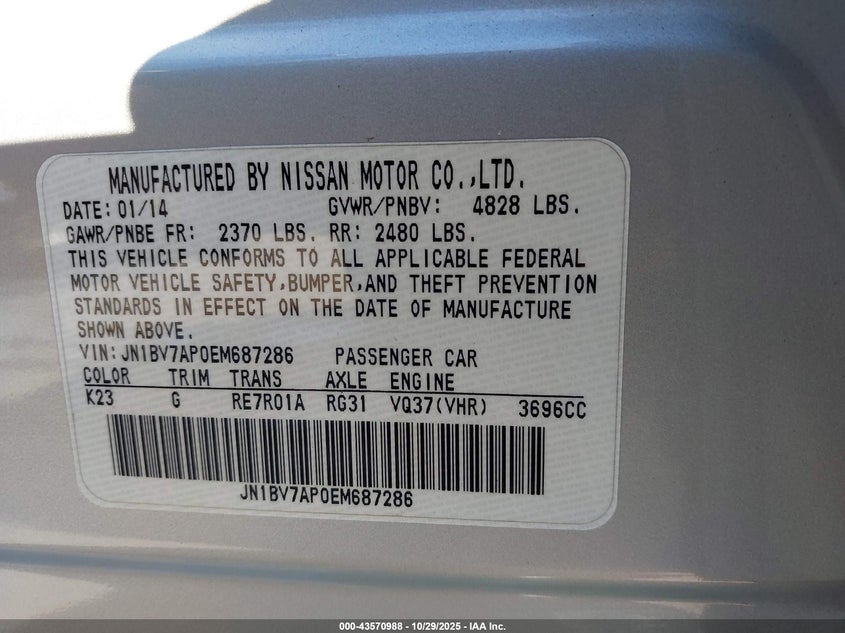 MANUFACTURED BY NISSAN MOTOR CO.,LTD.
DATE: 01/14 GVWR/PNBV: 4828 LBS.
GAWR/PNBE FR: 2370 LBS. RR: 2480 LBS.
THIS VEHICLE CONFORMS TO ALL APPLICABLE FEDERAL
MOTOR VEHICLE SAFETY,BUMPER,AND THEFT PREVENTION
STANDARDS IN EFFECT ON THE DATE OF MANUFACTURE
SHOWN ABOVE.
VIN: JN1BV7AP0EM687286 PASSENGER CAR
COLOR TRIM TRANS AXLE ENGINE
K23 G RE7R01A RG31 VQ37(VHR) 3696CC
JN1BV7AP0EM687286
000-43570988 - 10/29/2025 - IAA Inc.